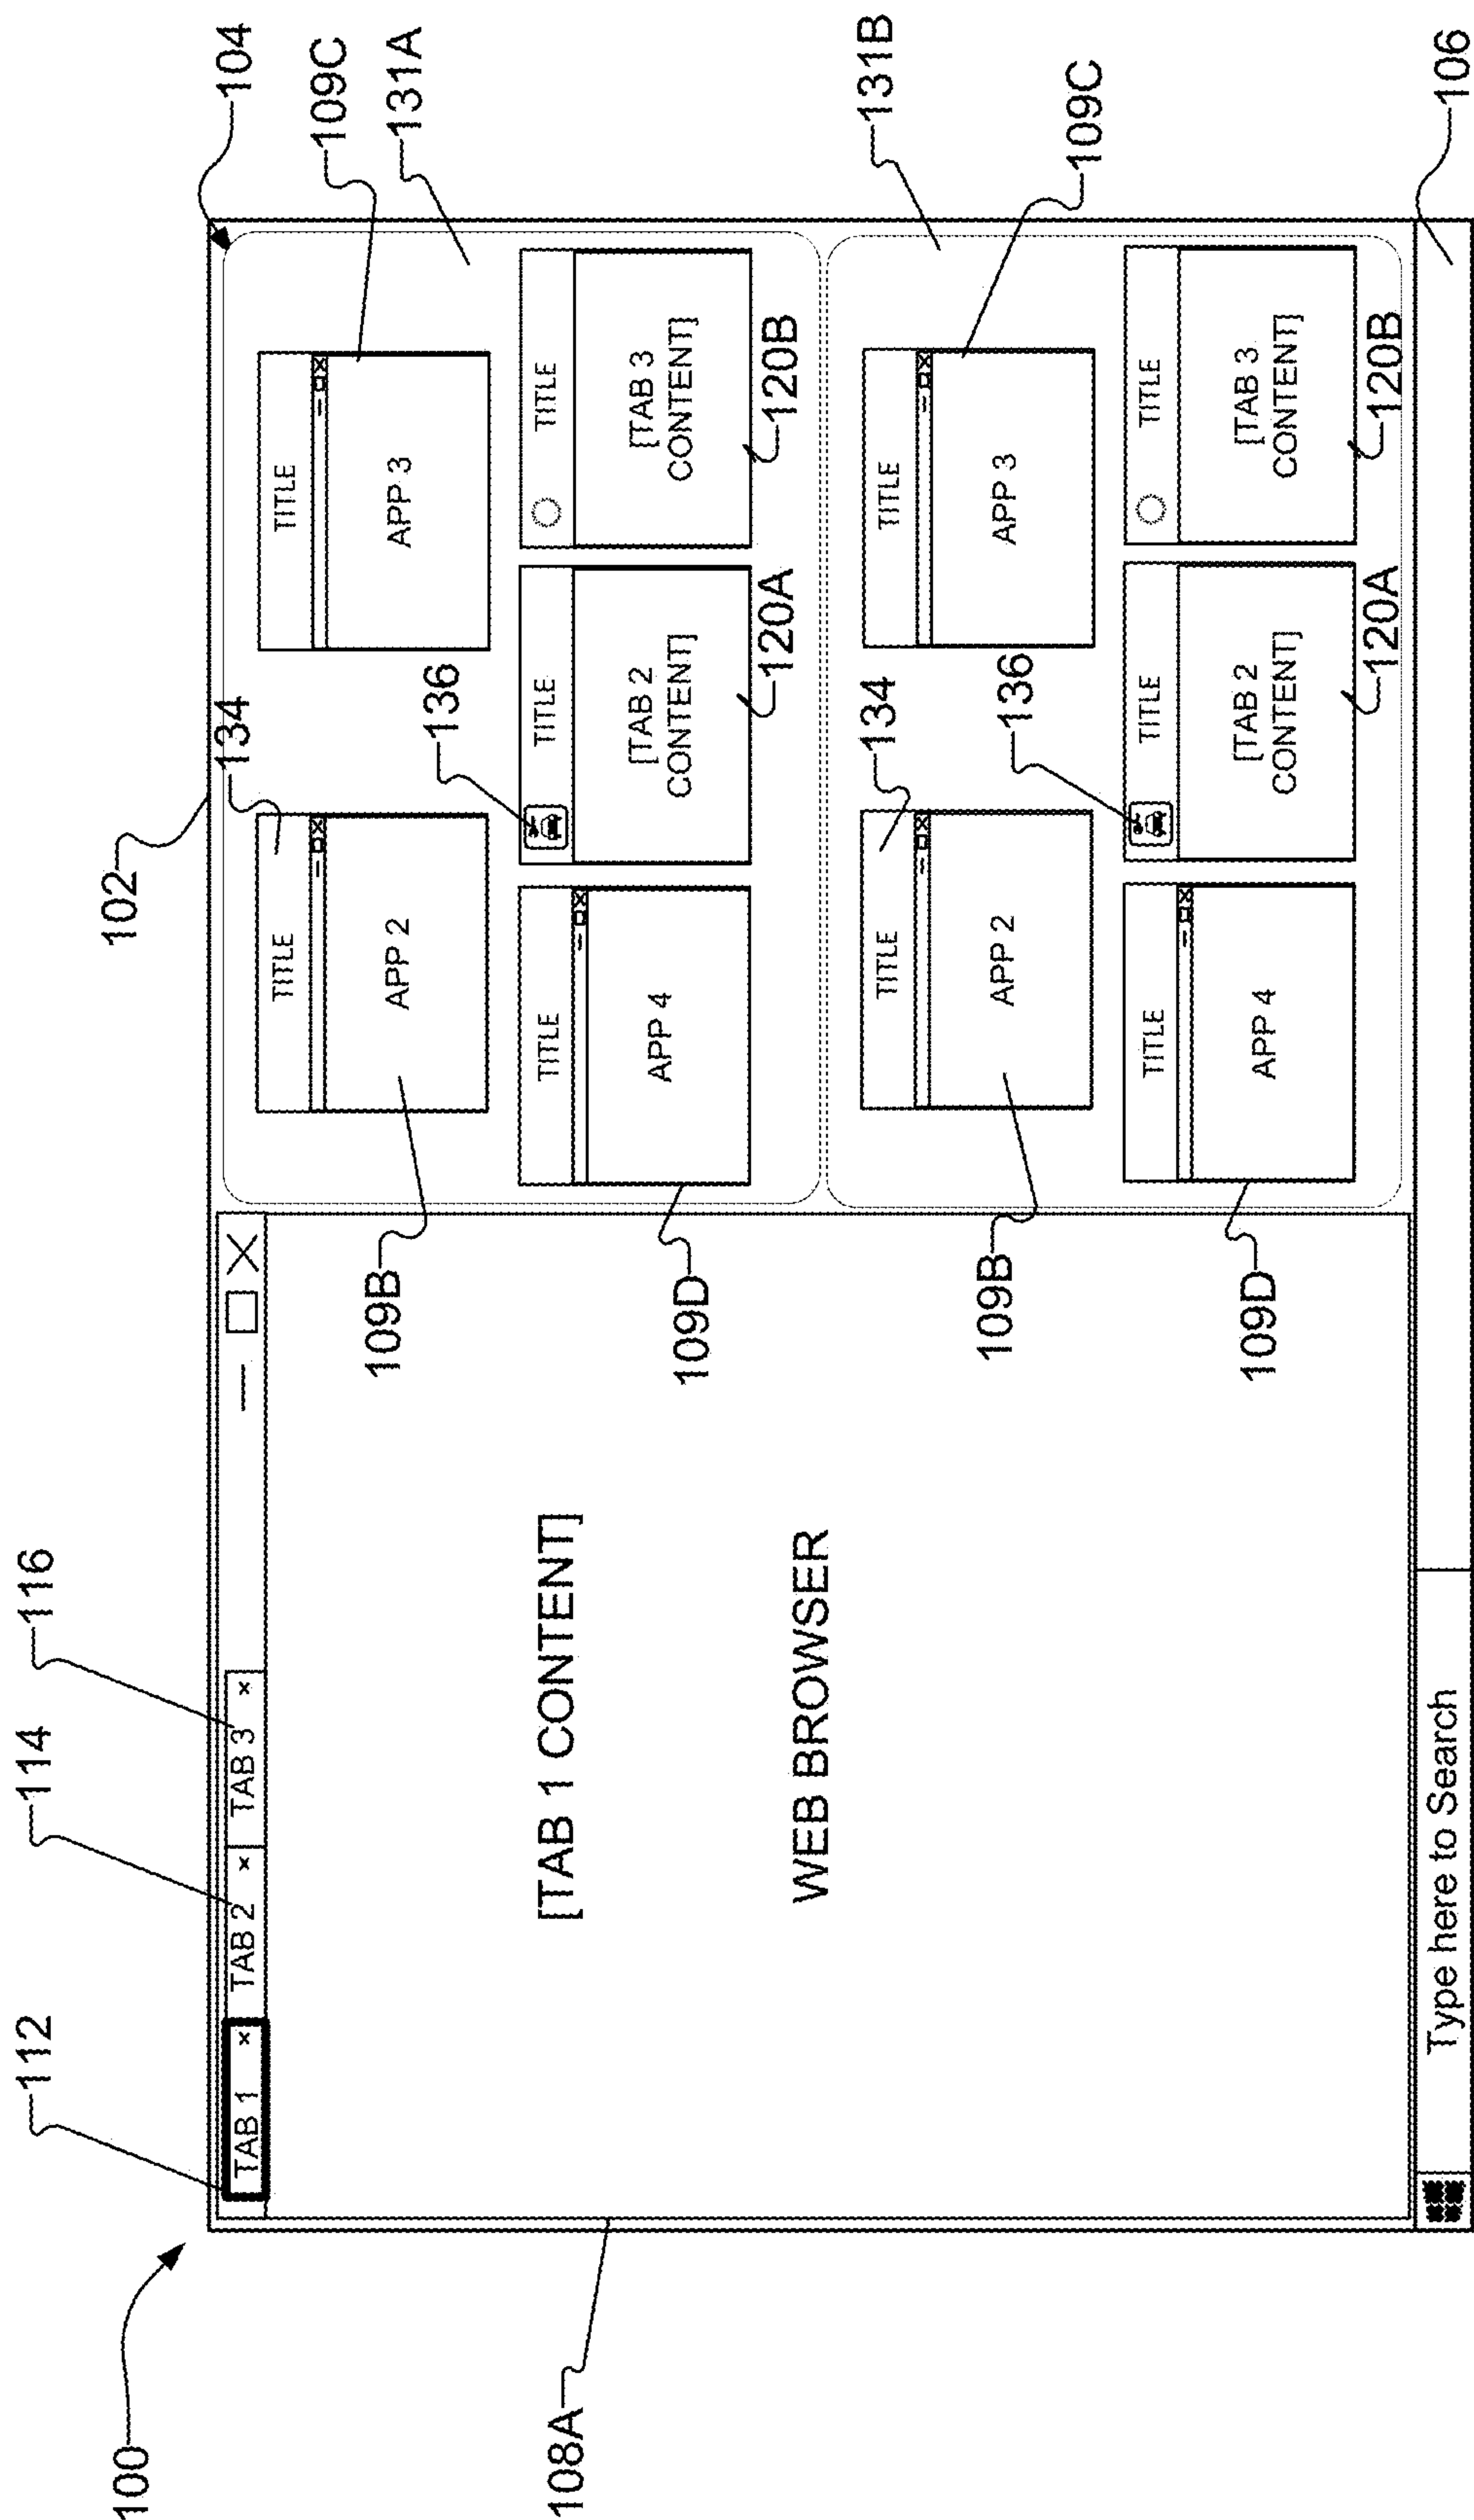 100
112
114
116
102
104
TAB 1 x
TAB 2 x
TAB 3 x
[TAB 1 CONTENT]
WEB BROWSER
108A
134
109C
131A
TITLE
APP 2
TITLE
APP 3
109B
136
TITLE
APP 4
TITLE
[TAB 2
CONTENT]
TITLE
[TAB 3
CONTENT]
109D
120A
120B
131B
134
109C
TITLE
APP 2
TITLE
APP 3
109B
136
TITLE
APP 4
TITLE
[TAB 2
CONTENT]
TITLE
[TAB 3
CONTENT]
109D
120A
120B
Type here to Search
106